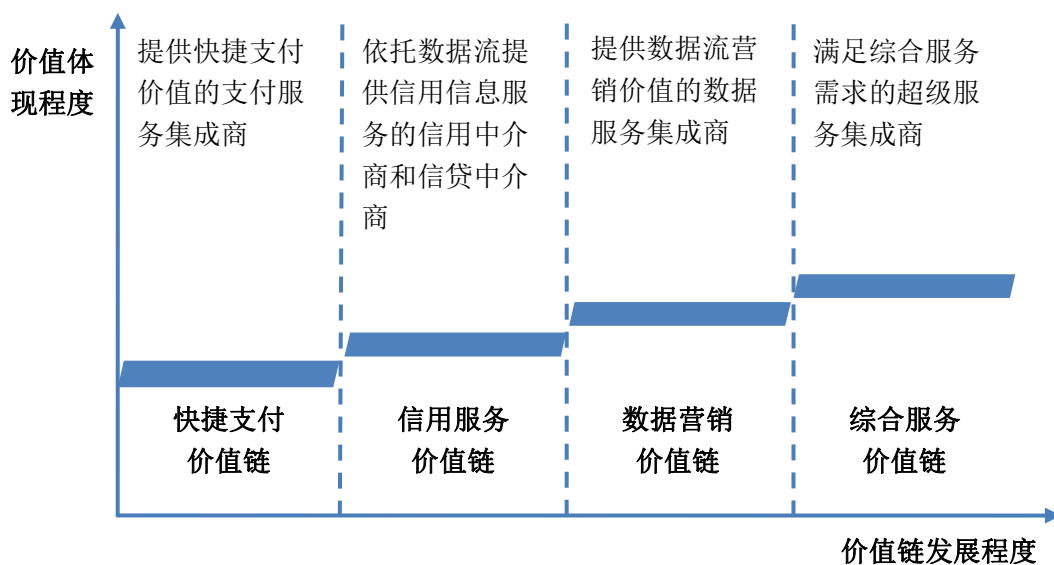 价值体
现程度
提供快捷支付
价值的支付服
务集成商
依托数据流提
供信用信息服
务的信用中介
商和信贷中介
商
提供数据流营
销价值的数据
服务集成商
满足综合服务
需求的超级服
务集成商
快捷支付
价值链
信用服务
价值链
数据营销
价值链
综合服务
价值链
价值链发展程度